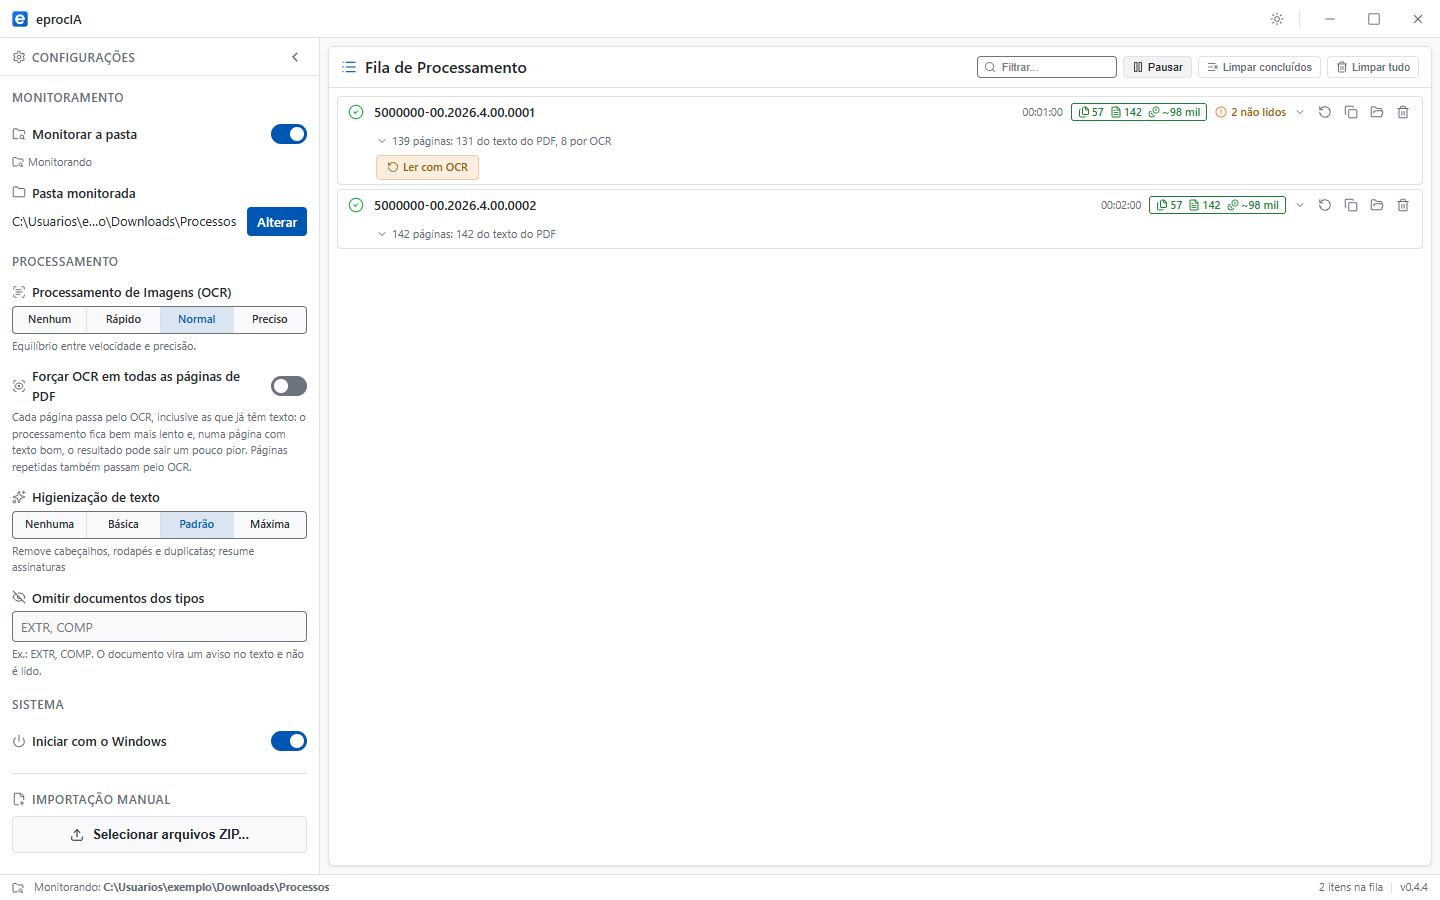 eprocIA
CONFIGURAÇÕES
MONITORAMENTO
Monitorar a pasta
Monitorando
Pasta monitorada
C:\Usuarios\e...o\Downloads\Processos
Alterar
PROCESSAMENTO
Processamento de Imagens (OCR)
Nenhum
Rápido
Normal
Preciso
Equilíbrio entre velocidade e precisão.
Forçar OCR em todas as páginas de
PDF
Cada página passa pelo OCR, inclusive as que já têm texto: o
processamento fica bem mais lento e, numa página com
texto bom, o resultado pode sair um pouco pior. Páginas
repetidas também passam pelo OCR.
Higienização de texto
Nenhuma
Básica
Padrão
Máxima
Remove cabeçalhos, rodapés e duplicatas; resume
assinaturas
Omitir documentos dos tipos
EXTR, COMP
Ex.: EXTR, COMP. O documento vira um aviso no texto e não
é lido.
SISTEMA
Iniciar com o Windows
IMPORTAÇÃO MANUAL
Selecionar arquivos ZIP...
Fila de Processamento
Filtrar...
Pausar
Limpar concluídos
Limpar tudo
5000000-00.2026.4.00.0001
00:01:00 57 142 ~98 mil 2 não lidos
139 páginas: 131 do texto do PDF, 8 por OCR
Ler com OCR
5000000-00.2026.4.00.0002
00:02:00 57 142 ~98 mil
142 páginas: 142 do texto do PDF
Monitorando: C:\Usuarios\exemplo\Downloads\Processos
2 itens na fila
v0.4.4